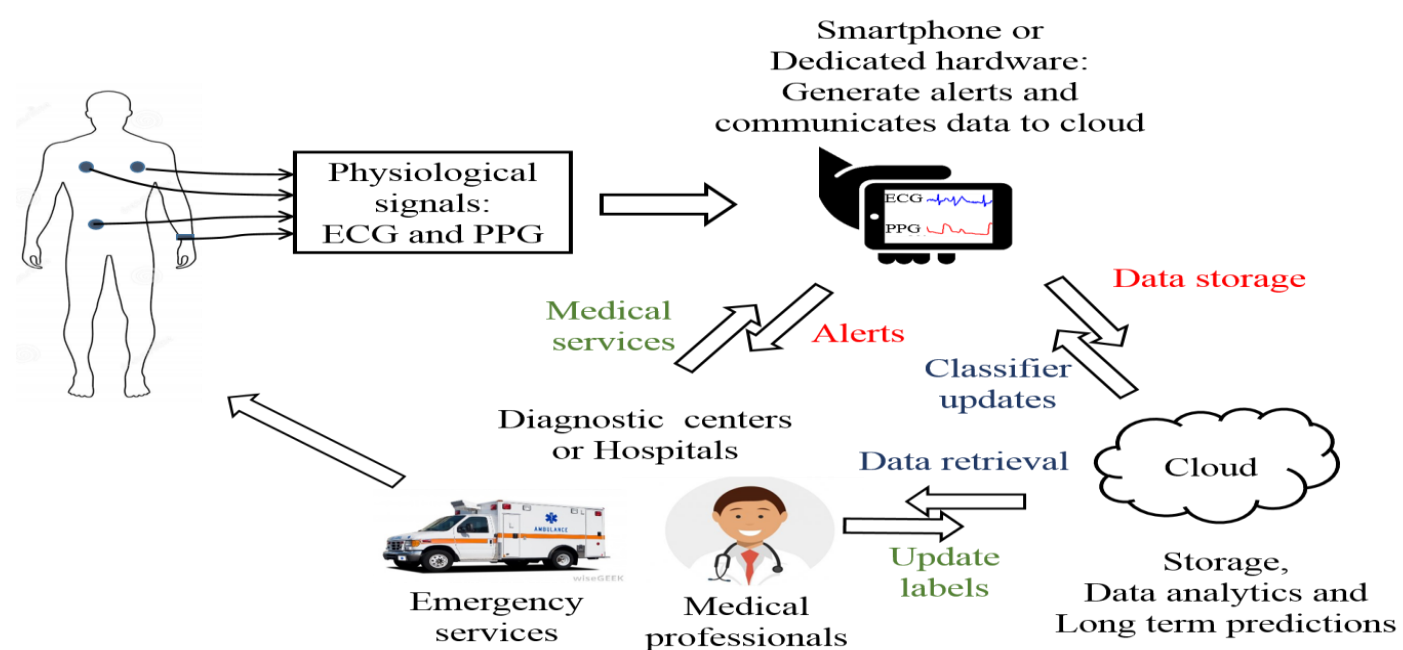 Smartphone or
Dedicated hardware:
Generate alerts and
communicates data to cloud
Physiological
signals:
ECG and PPG
ECG
PPG
Data storage
Medical
services
Alerts
Classifier
updates
Diagnostic centers
or Hospitals
Data retrieval
Cloud
AMBULANCE
wiseGEEK
Update
labels
Storage,
Data analytics and
Long term predictions
Emergency
services
Medical
professionals